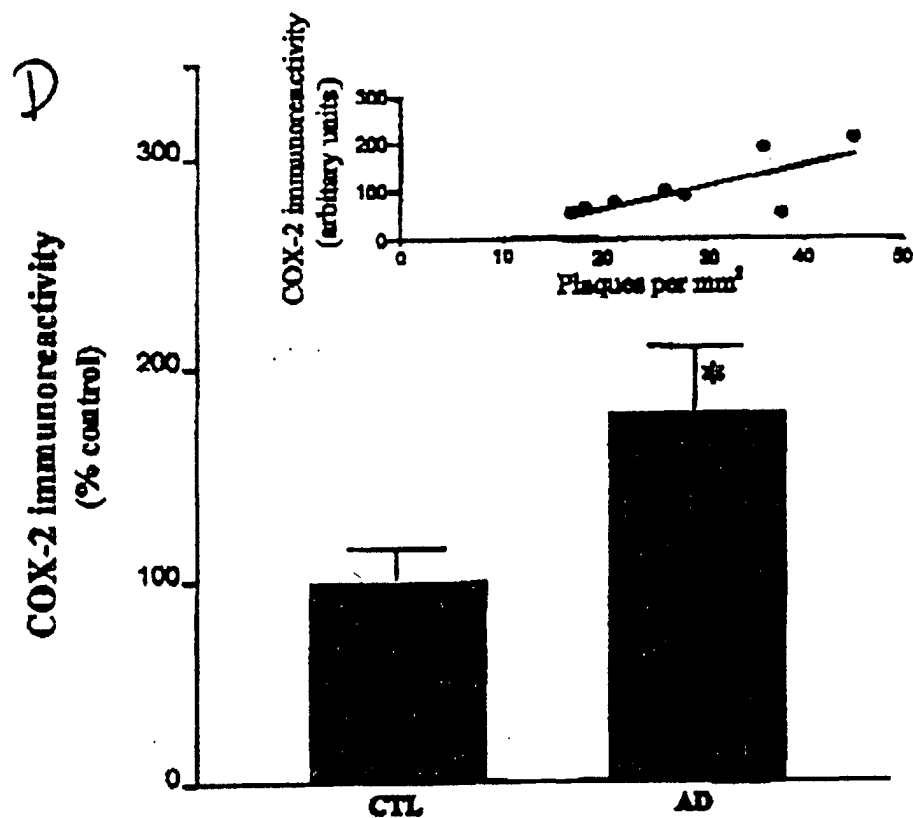 D
COX-2 immunoreactivity
(% control)
300
200
100
0
CTL
AD
*
COX-2 immunoreactivity
(arbitrary units)
300
200
100
0
0 10 20 30 40 50
Plaques per mm²